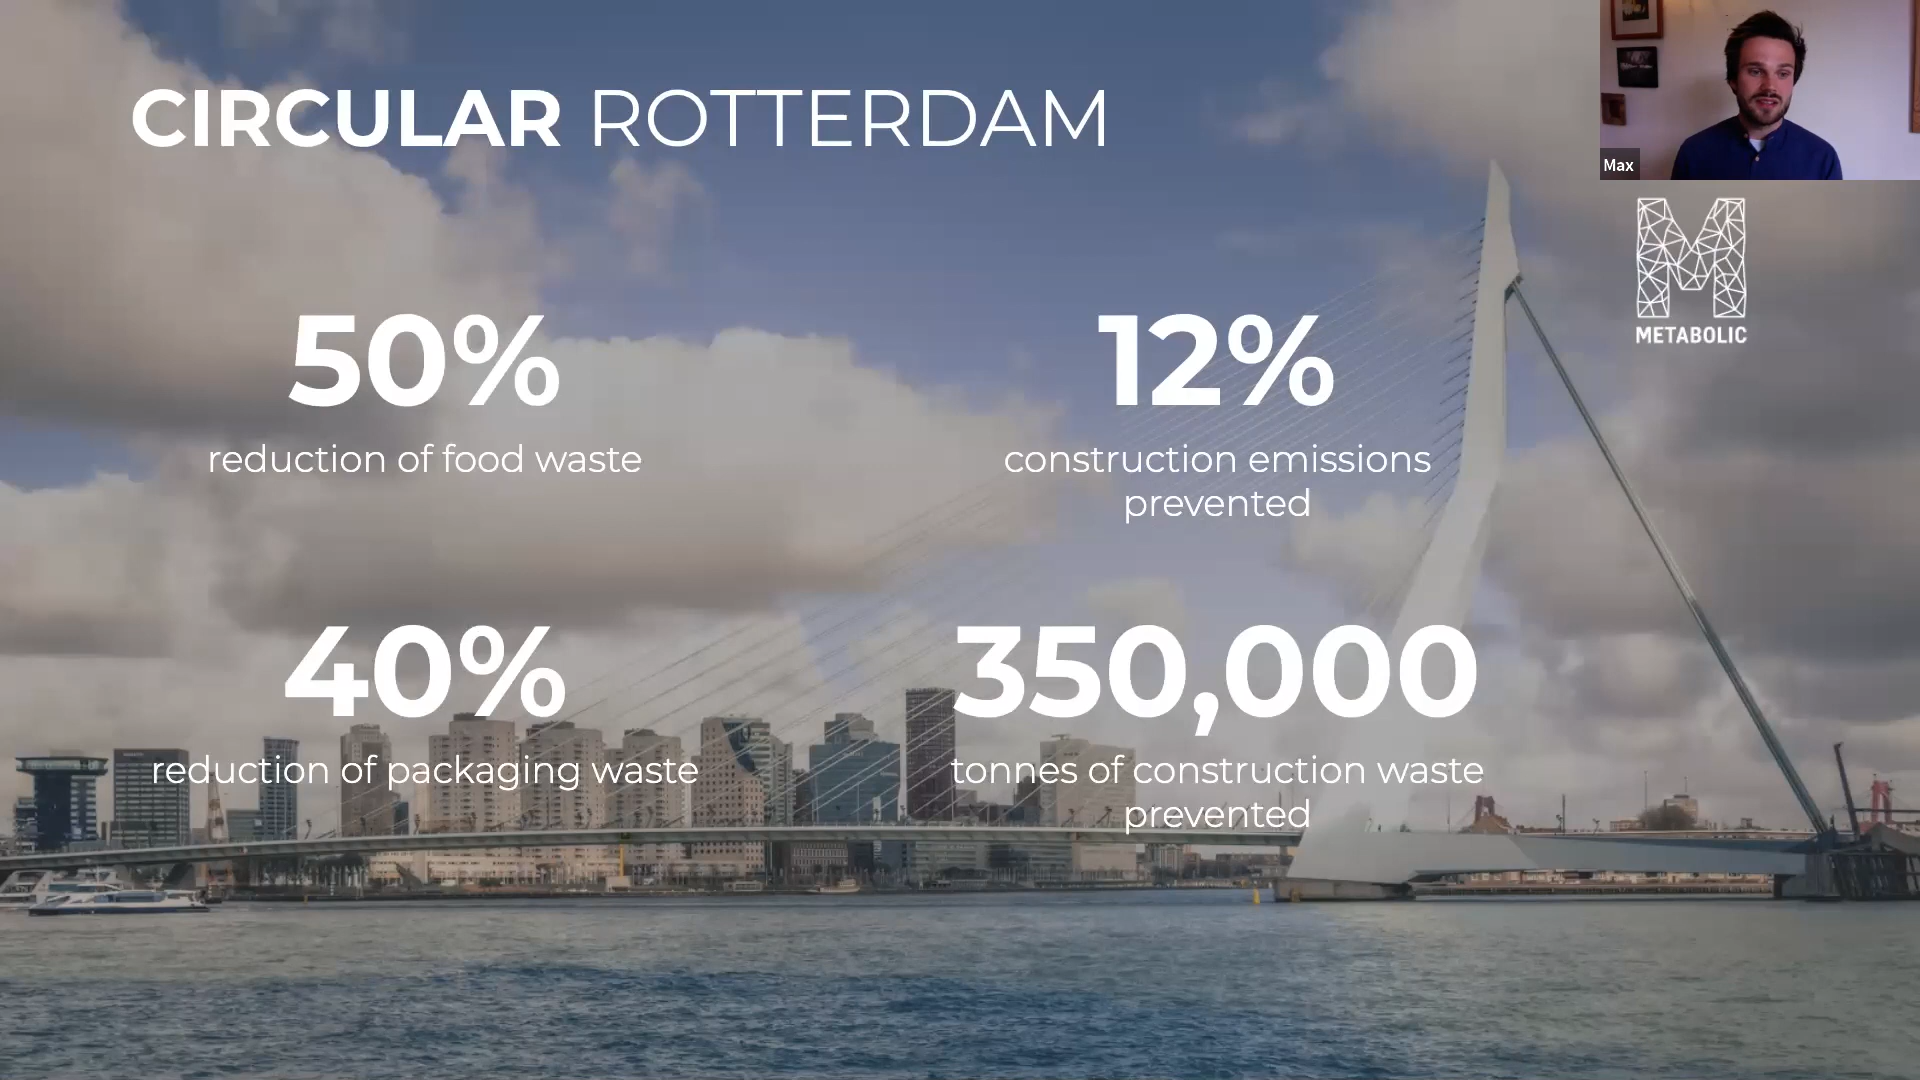 CIRCULAR ROTTERDAM
Max
METABOLIC
50%
reduction of food waste
12%
construction emissions
prevented
40%
reduction of packaging waste
350,000
tonnes of construction waste
prevented